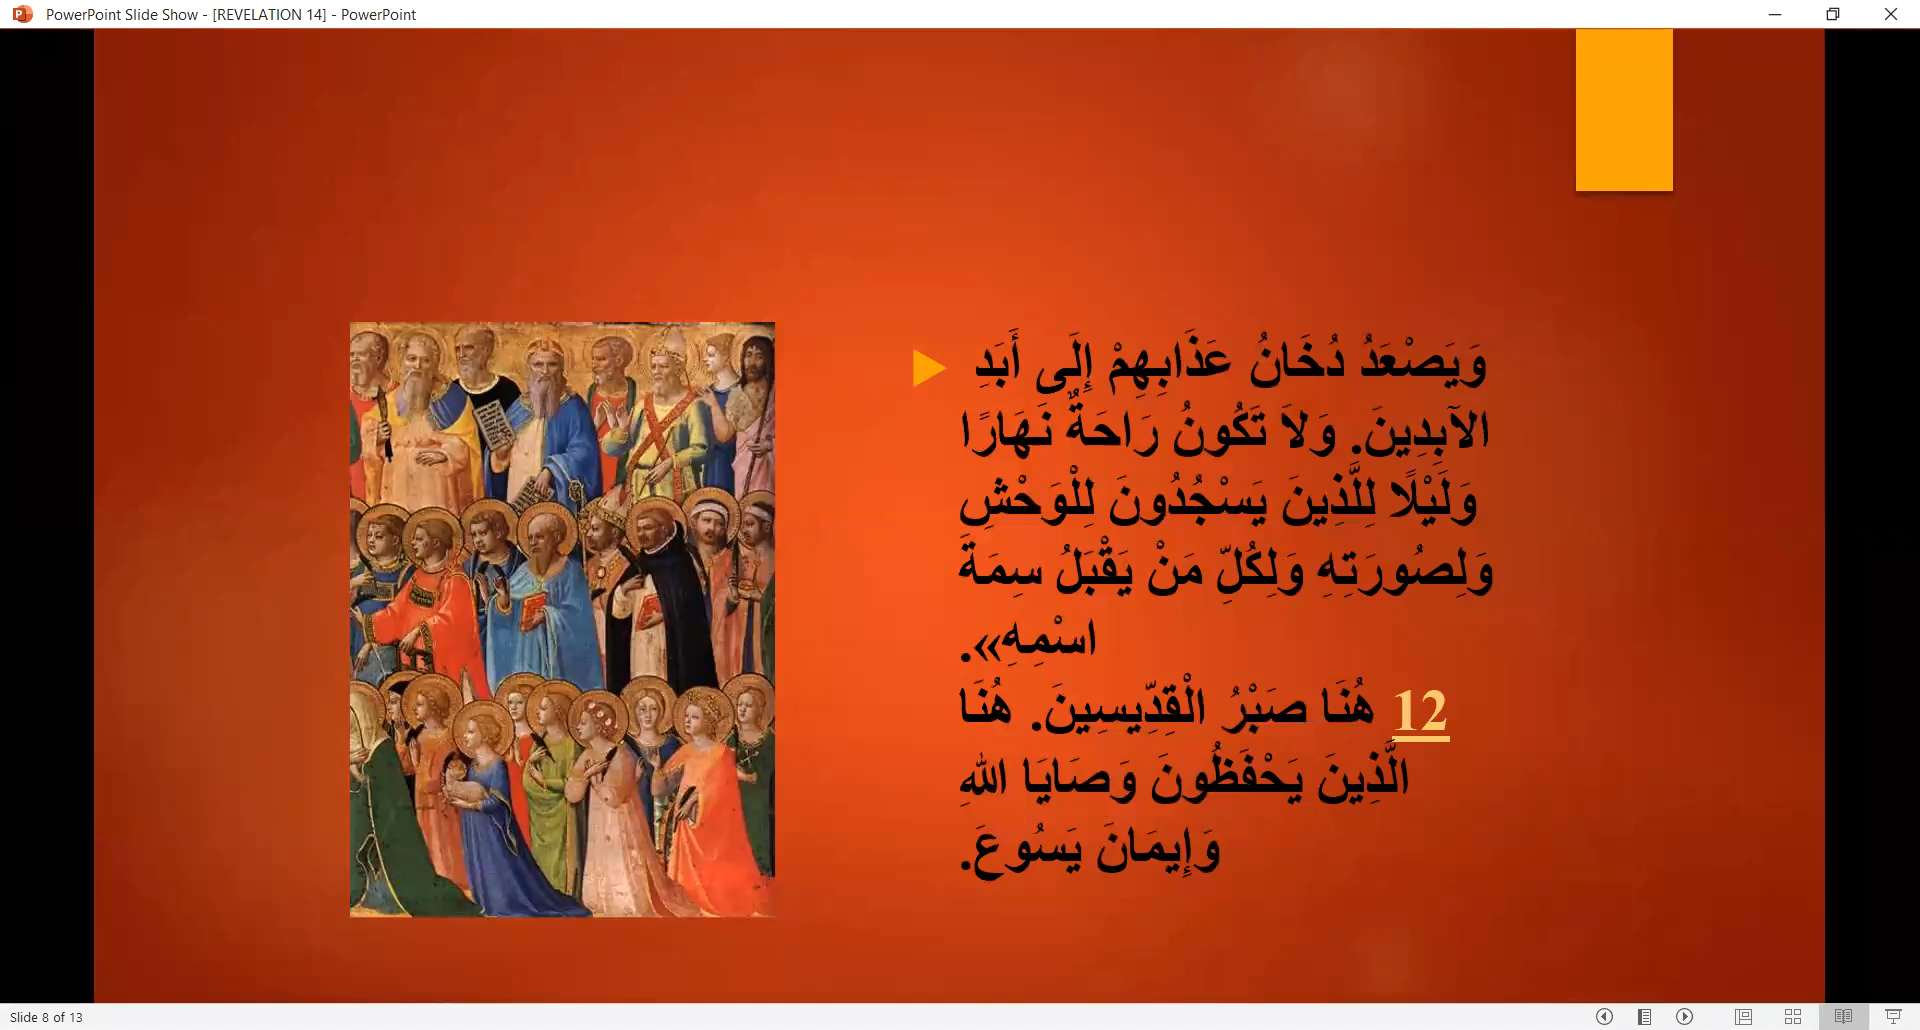 PowerPoint Slide Show - [REVELATION 14] - PowerPoint
وَيَصْعَدُ دُخَانُ عَذَابِهِمْ إِلَى أَبَدِ
الآبِدِينَ. وَلاَ تَكُونُ رَاحَةٌ نَهَارًا
وَلَيْلًا لِلَّذِينَ يَسْجُدُونَ لِلْوَحْشِ
وَلِصُورَتِهِ وَلِكُلِّ مَنْ يَقْبَلُ سِمَةَ
اسْمِهِ».
12 هُنَا صَبْرُ الْقِدِّيسِينَ. هُنَا
الَّذِينَ يَحْفَظُونَ وَصَايَا اللهِ
وَإِيمَانَ يَسُوعَ.
Slide 8 of 13